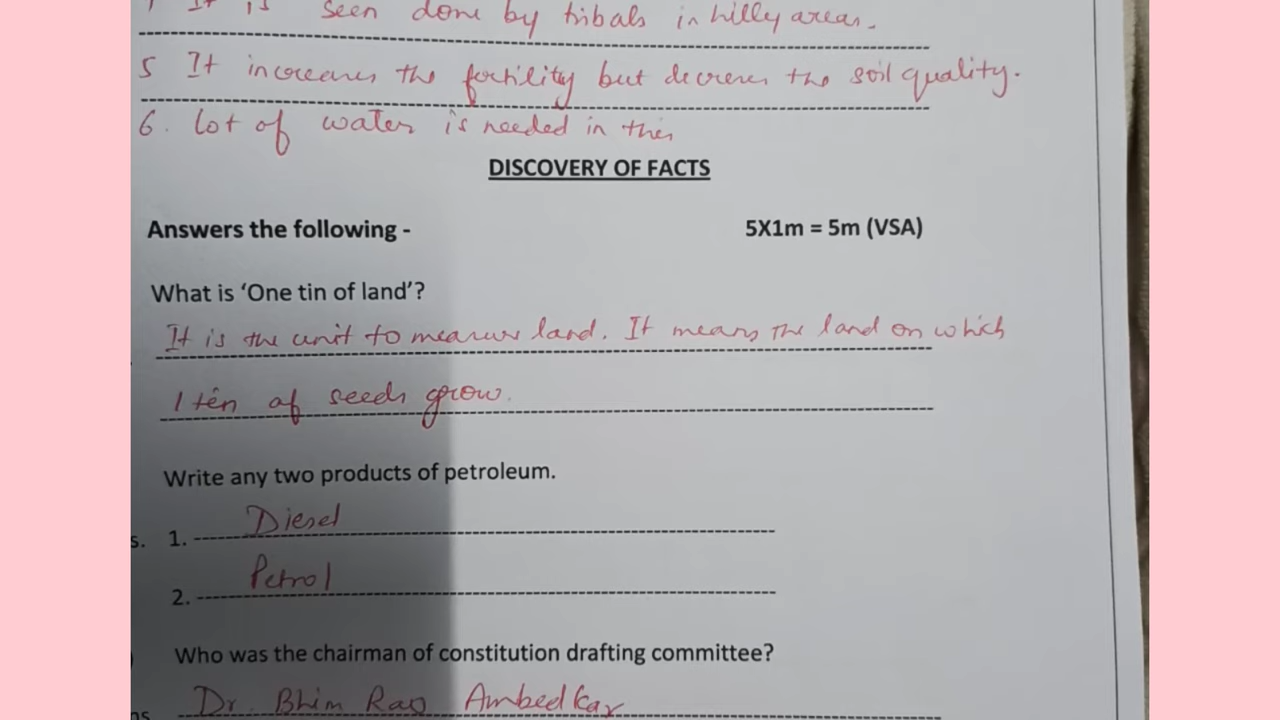 It is seen done by tribals in hilly areas.
5 It increases the fertility but decreses the soil quality.
6. Lot of water is needed in this
DISCOVERY OF FACTS
Answers the following - 5X1m = 5m (VSA)
What is ‘One tin of land’?
It is the unit to measure land. It means the land on which
1 tin of seeds grow.
Write any two products of petroleum.
s. 1. Diesel
2. Petrol
Who was the chairman of constitution drafting committee?
Dr. Bhim Rao Ambedkar